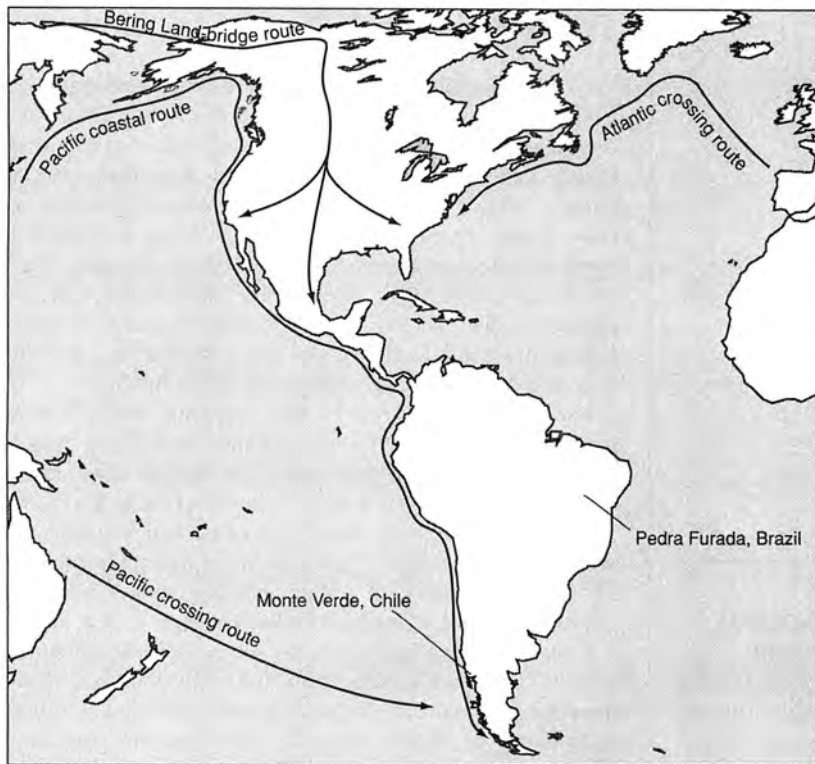 Bering Land-bridge route
Pacific coastal route
Atlantic crossing route
Pedra Furada, Brazil
Pacific crossing route
Monte Verde, Chile